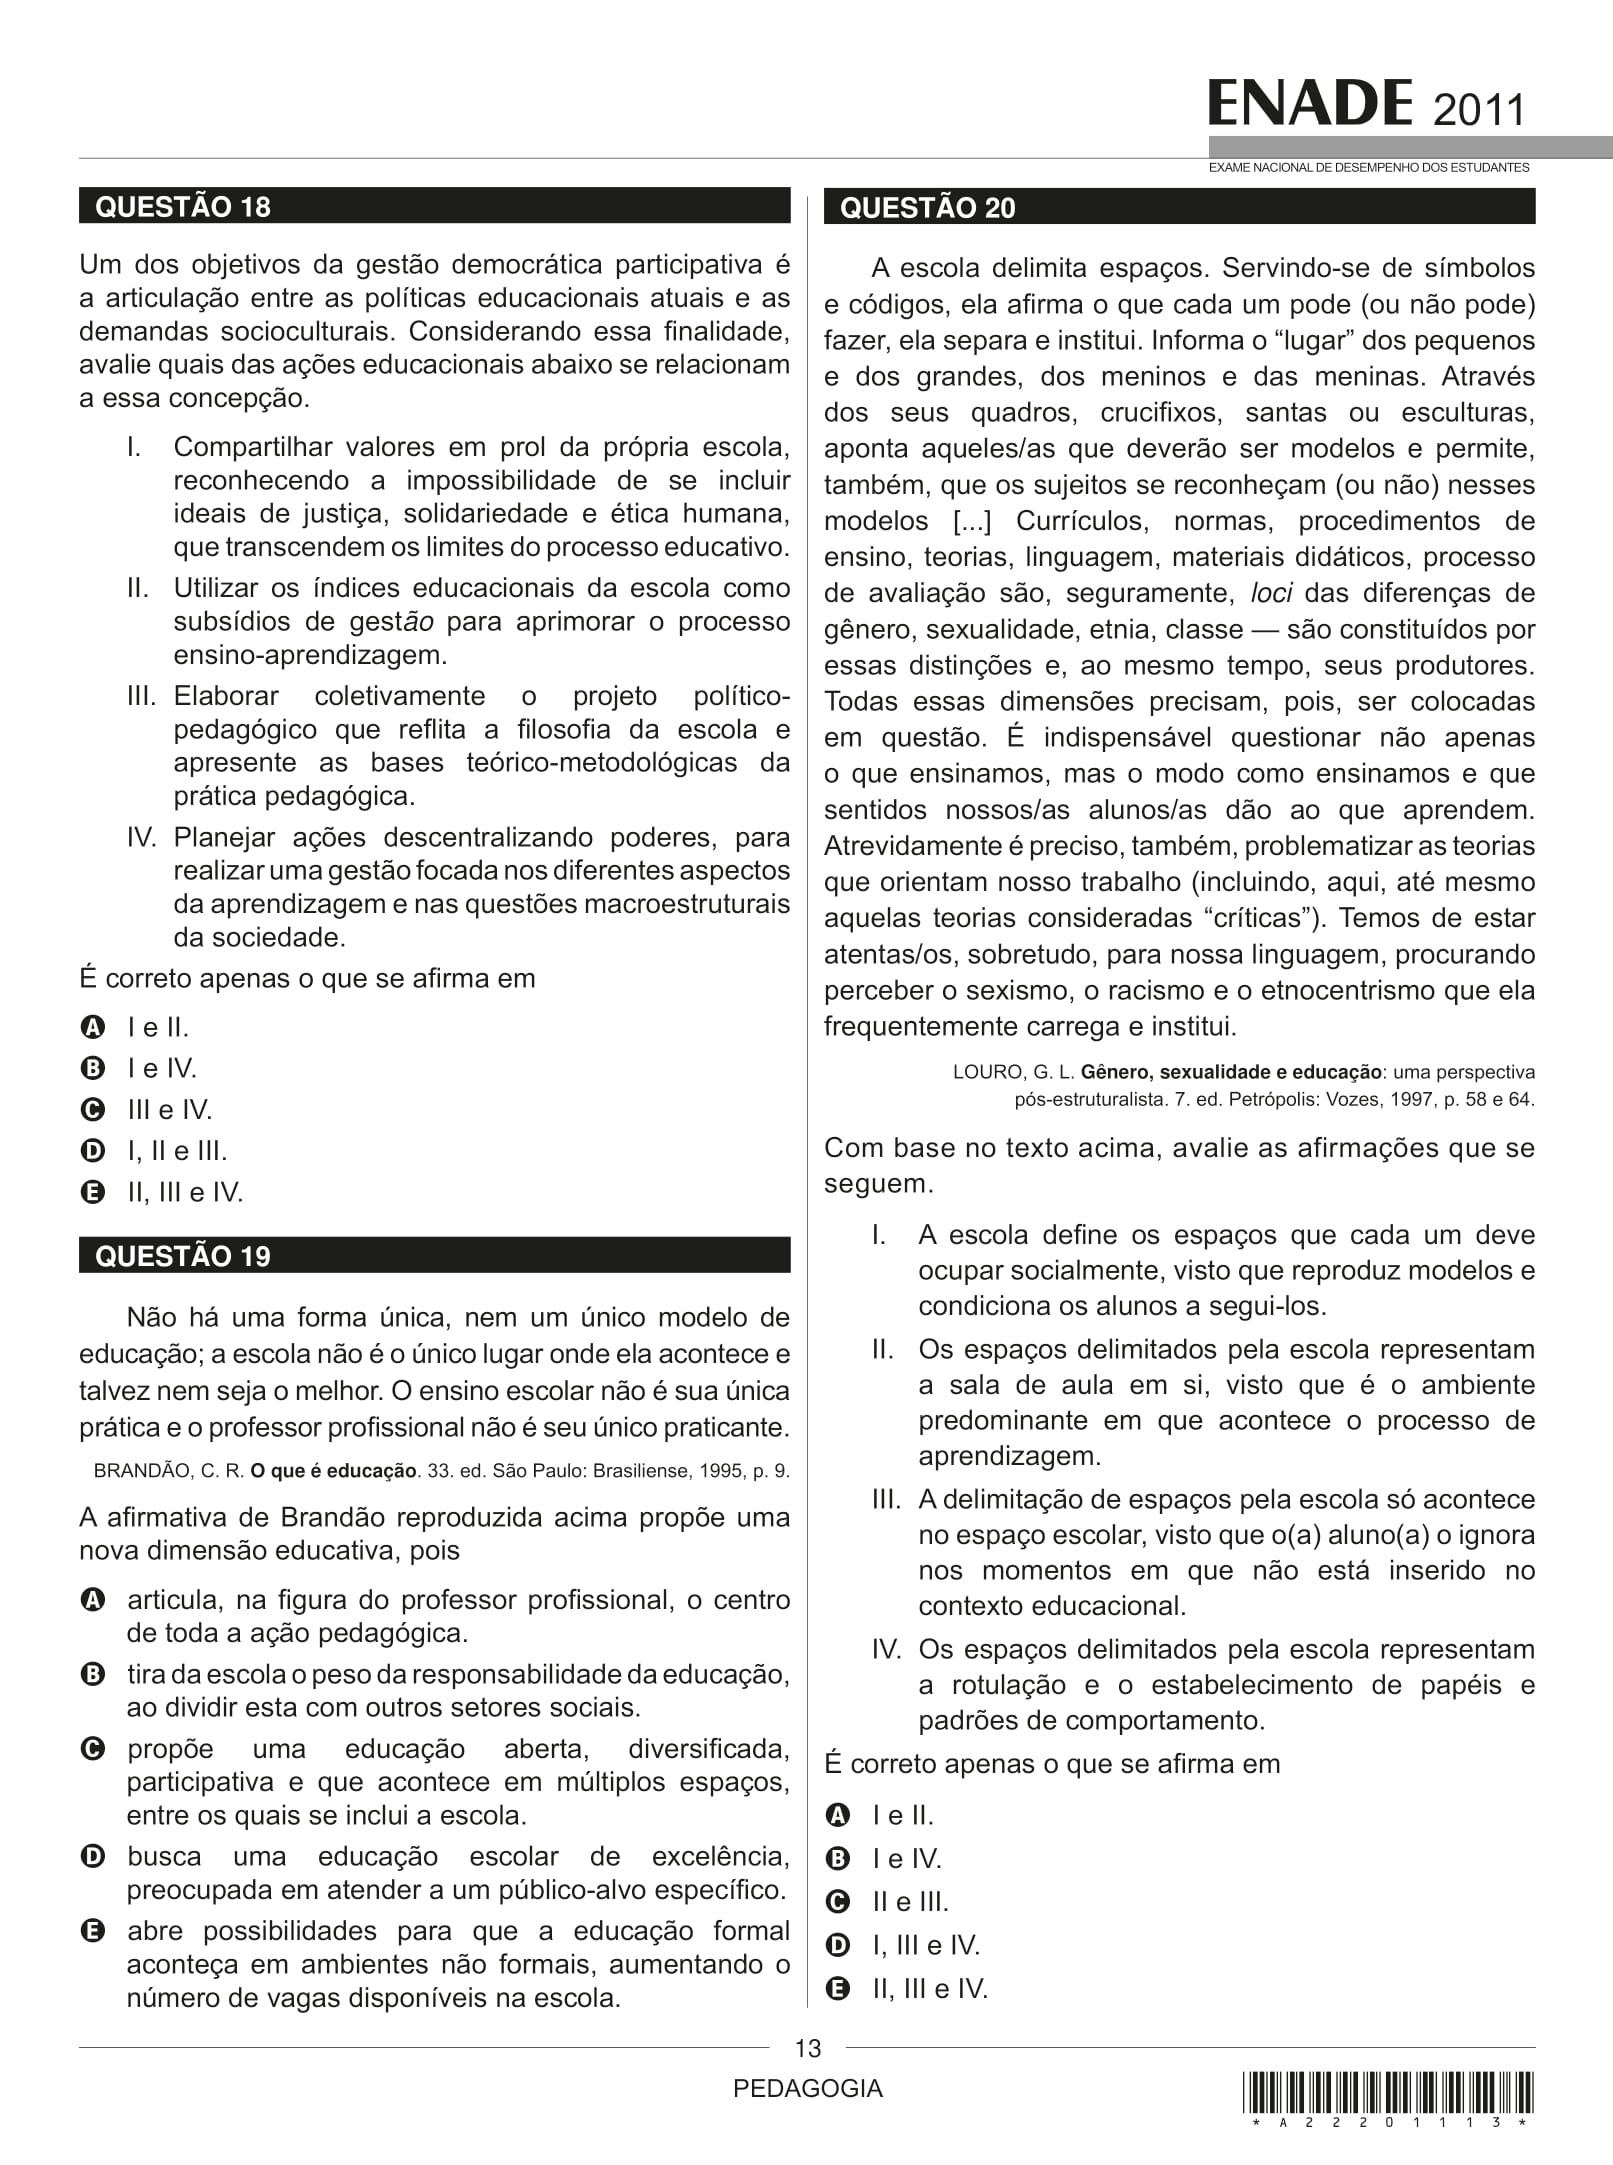 ENADE 2011
EXAME NACIONAL DE DESEMPENHO DOS ESTUDANTES
QUESTÃO 18
Um dos objetivos da gestão democrática participativa é
a articulação entre as políticas educacionais atuais e as
demandas socioculturais. Considerando essa finalidade,
avalie quais das ações educacionais abaixo se relacionam
a essa concepção.
I. Compartilhar valores em prol da própria escola,
reconhecendo a impossibilidade de se incluir
ideais de justiça, solidariedade e ética humana,
que transcendem os limites do processo educativo.
II. Utilizar os índices educacionais da escola como
subsídios de gestão para aprimorar o processo
ensino-aprendizagem.
III. Elaborar coletivamente o projeto político-
pedagógico que reflita a filosofia da escola e
apresente as bases teórico-metodológicas da
prática pedagógica.
IV. Planejar ações descentralizando poderes, para
realizar uma gestão focada nos diferentes aspectos
da aprendizagem e nas questões macroestruturais
da sociedade.
É correto apenas o que se afirma em
A I e II.
B I e IV.
C III e IV.
D I, II e III.
E II, III e IV.
QUESTÃO 19
Não há uma forma única, nem um único modelo de
educação; a escola não é o único lugar onde ela acontece e
talvez nem seja o melhor. O ensino escolar não é sua única
prática e o professor profissional não é seu único praticante.
BRANDÃO, C. R. O que é educação. 33. ed. São Paulo: Brasiliense, 1995, p. 9.
A afirmativa de Brandão reproduzida acima propõe uma
nova dimensão educativa, pois
A articula, na figura do professor profissional, o centro
de toda a ação pedagógica.
B tira da escola o peso da responsabilidade da educação,
ao dividir esta com outros setores sociais.
C propõe uma educação aberta, diversificada,
participativa e que acontece em múltiplos espaços,
entre os quais se inclui a escola.
D busca uma educação escolar de excelência,
preocupada em atender a um público-alvo específico.
E abre possibilidades para que a educação formal
aconteça em ambientes não formais, aumentando o
número de vagas disponíveis na escola.
QUESTÃO 20
A escola delimita espaços. Servindo-se de símbolos
e códigos, ela afirma o que cada um pode (ou não pode)
fazer, ela separa e institui. Informa o “lugar” dos pequenos
e dos grandes, dos meninos e das meninas. Através
dos seus quadros, crucifixos, santas ou esculturas,
aponta aqueles/as que deverão ser modelos e permite,
também, que os sujeitos se reconheçam (ou não) nesses
modelos [...] Currículos, normas, procedimentos de
ensino, teorias, linguagem, materiais didáticos, processo
de avaliação são, seguramente, loci das diferenças de
gênero, sexualidade, etnia, classe — são constituídos por
essas distinções e, ao mesmo tempo, seus produtores.
Todas essas dimensões precisam, pois, ser colocadas
em questão. É indispensável questionar não apenas
o que ensinamos, mas o modo como ensinamos e que
sentidos nossos/as alunos/as dão ao que aprendem.
Atrevidamente é preciso, também, problematizar as teorias
que orientam nosso trabalho (incluindo, aqui, até mesmo
aquelas teorias consideradas “críticas”). Temos de estar
atentas/os, sobretudo, para nossa linguagem, procurando
perceber o sexismo, o racismo e o etnocentrismo que ela
frequentemente carrega e institui.
LOURO, G. L. Gênero, sexualidade e educação: uma perspectiva
pós-estruturalista. 7. ed. Petrópolis: Vozes, 1997, p. 58 e 64.
Com base no texto acima, avalie as afirmações que se
seguem.
I. A escola define os espaços que cada um deve
ocupar socialmente, visto que reproduz modelos e
condiciona os alunos a segui-los.
II. Os espaços delimitados pela escola representam
a sala de aula em si, visto que é o ambiente
predominante em que acontece o processo de
aprendizagem.
III. A delimitação de espaços pela escola só acontece
no espaço escolar, visto que o(a) aluno(a) o ignora
nos momentos em que não está inserido no
contexto educacional.
IV. Os espaços delimitados pela escola representam
a rotulação e o estabelecimento de papéis e
padrões de comportamento.
É correto apenas o que se afirma em
A I e II.
B I e IV.
C II e III.
D I, III e IV.
E II, III e IV.
13
PEDAGOGIA
* A 2 2 2 0 1 1 1 3 *